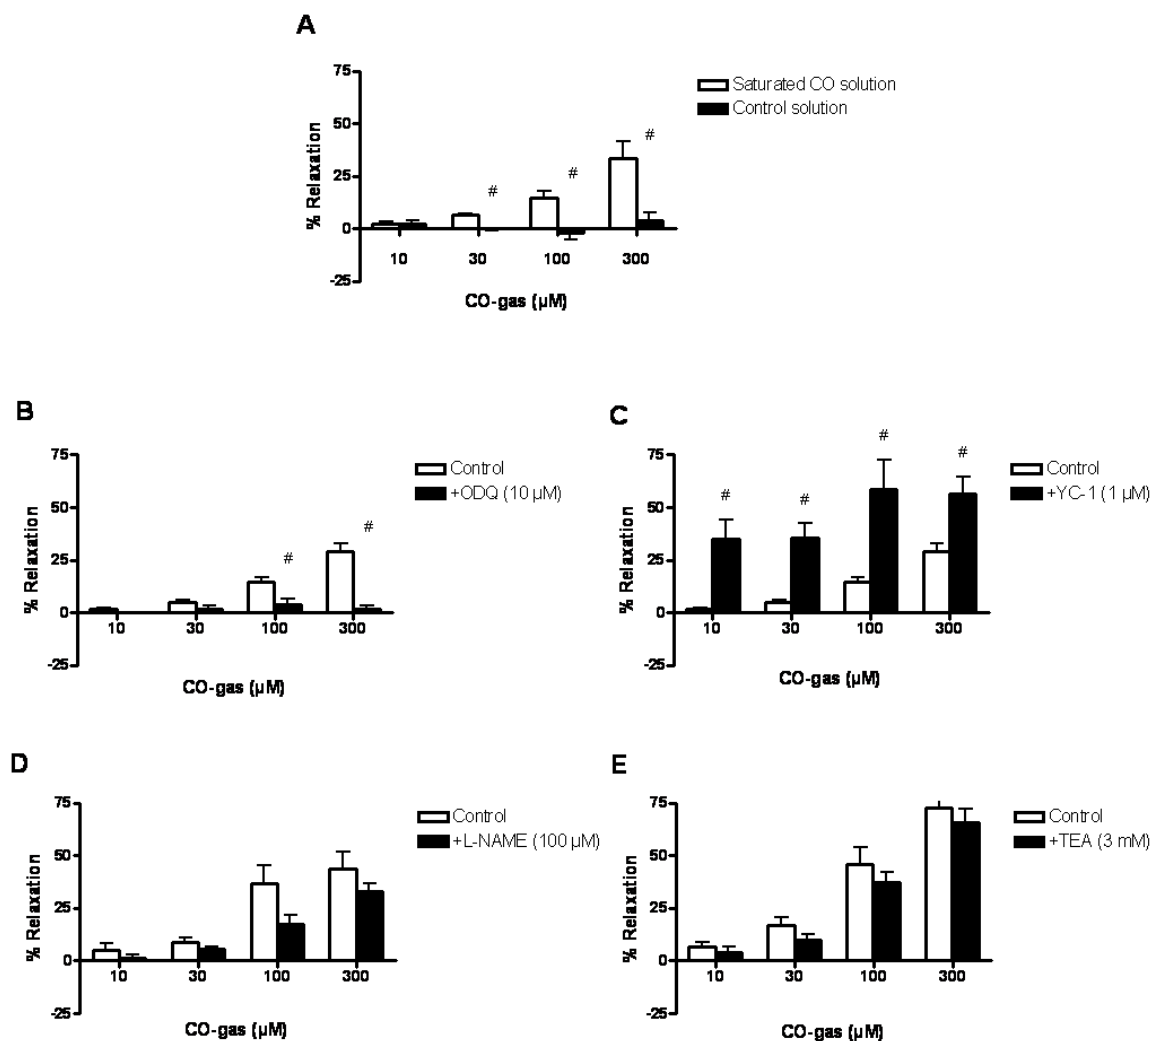 A
75
50
25
0
-25
% Relaxation
Saturated CO solution
Control solution
#
#
#
10 30 100 300
CO-gas (µM)
B
75
50
25
0
-25
% Relaxation
Control
+ODQ (10 µM)
#
#
10 30 100 300
CO-gas (µM)
C
75
50
25
0
-25
% Relaxation
Control
+YC-1 (1 µM)
#
#
#
#
10 30 100 300
CO-gas (µM)
D
75
50
25
0
-25
% Relaxation
Control
+L-NAME (100 µM)
10 30 100 300
CO-gas (µM)
E
75
50
25
0
-25
% Relaxation
Control
+TEA (3 mM)
10 30 100 300
CO-gas (µM)